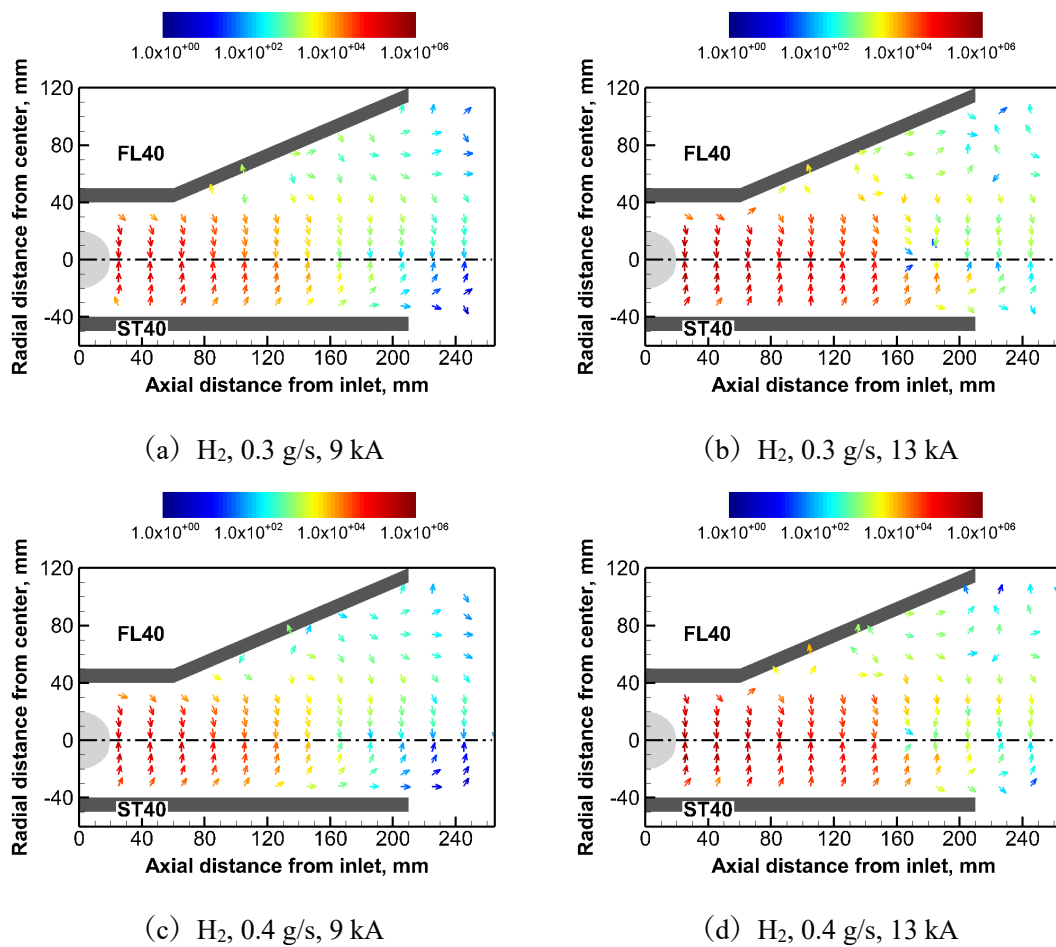 1.0x10⁺⁰⁰ 1.0x10⁺⁰² 1.0x10⁺⁰⁴ 1.0x10⁺⁰⁶
Radial distance from center, mm
120
80
40
0
-40
FL40
ST40
0 40 80 120 160 200 240
Axial distance from inlet, mm
(a) H₂, 0.3 g/s, 9 kA
1.0x10⁺⁰⁰ 1.0x10⁺⁰² 1.0x10⁺⁰⁴ 1.0x10⁺⁰⁶
Radial distance from center, mm
120
80
40
0
-40
FL40
ST40
0 40 80 120 160 200 240
Axial distance from inlet, mm
(b) H₂, 0.3 g/s, 13 kA
1.0x10⁺⁰⁰ 1.0x10⁺⁰² 1.0x10⁺⁰⁴ 1.0x10⁺⁰⁶
Radial distance from center, mm
120
80
40
0
-40
FL40
ST40
0 40 80 120 160 200 240
Axial distance from inlet, mm
(c) H₂, 0.4 g/s, 9 kA
1.0x10⁺⁰⁰ 1.0x10⁺⁰² 1.0x10⁺⁰⁴ 1.0x10⁺⁰⁶
Radial distance from center, mm
120
80
40
0
-40
FL40
ST40
0 40 80 120 160 200 240
Axial distance from inlet, mm
(d) H₂, 0.4 g/s, 13 kA